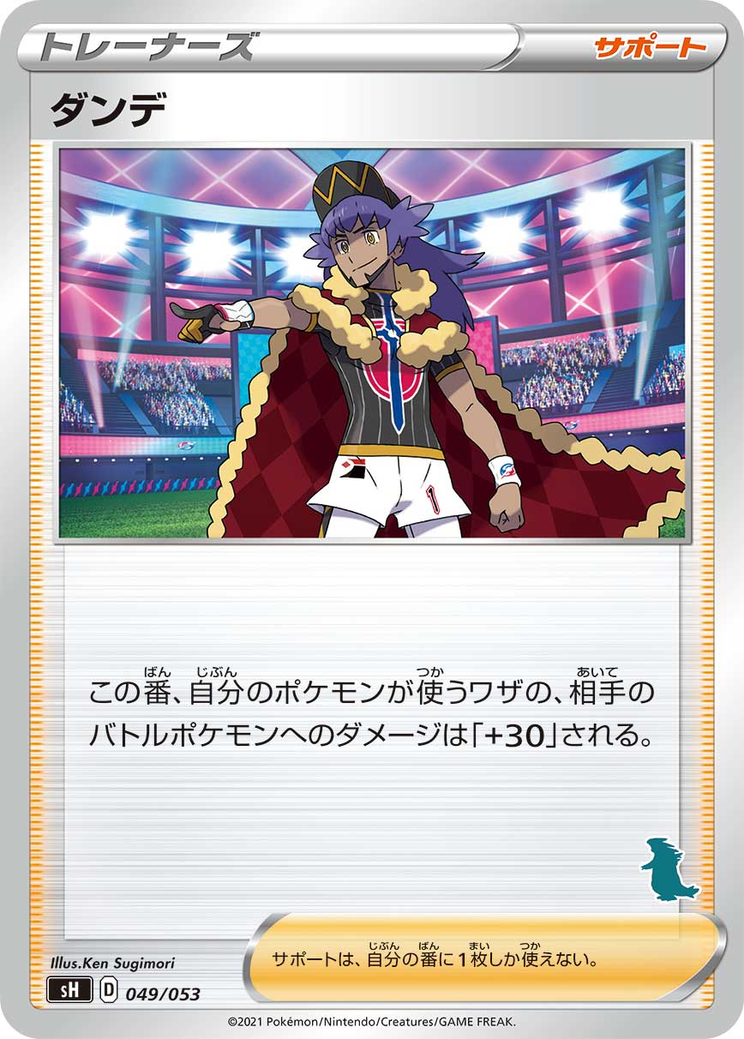 トレーナーズ
サポート
ダンデ
1
この番、自分のポケモンが使うワザの、相手の
バトルポケモンへのダメージは「+30」される。
Illus.Ken Sugimori
サポートは、自分の番に1枚しか使えない。
sH D 049/053
©2021 Pokémon/Nintendo/Creatures/GAME FREAK.